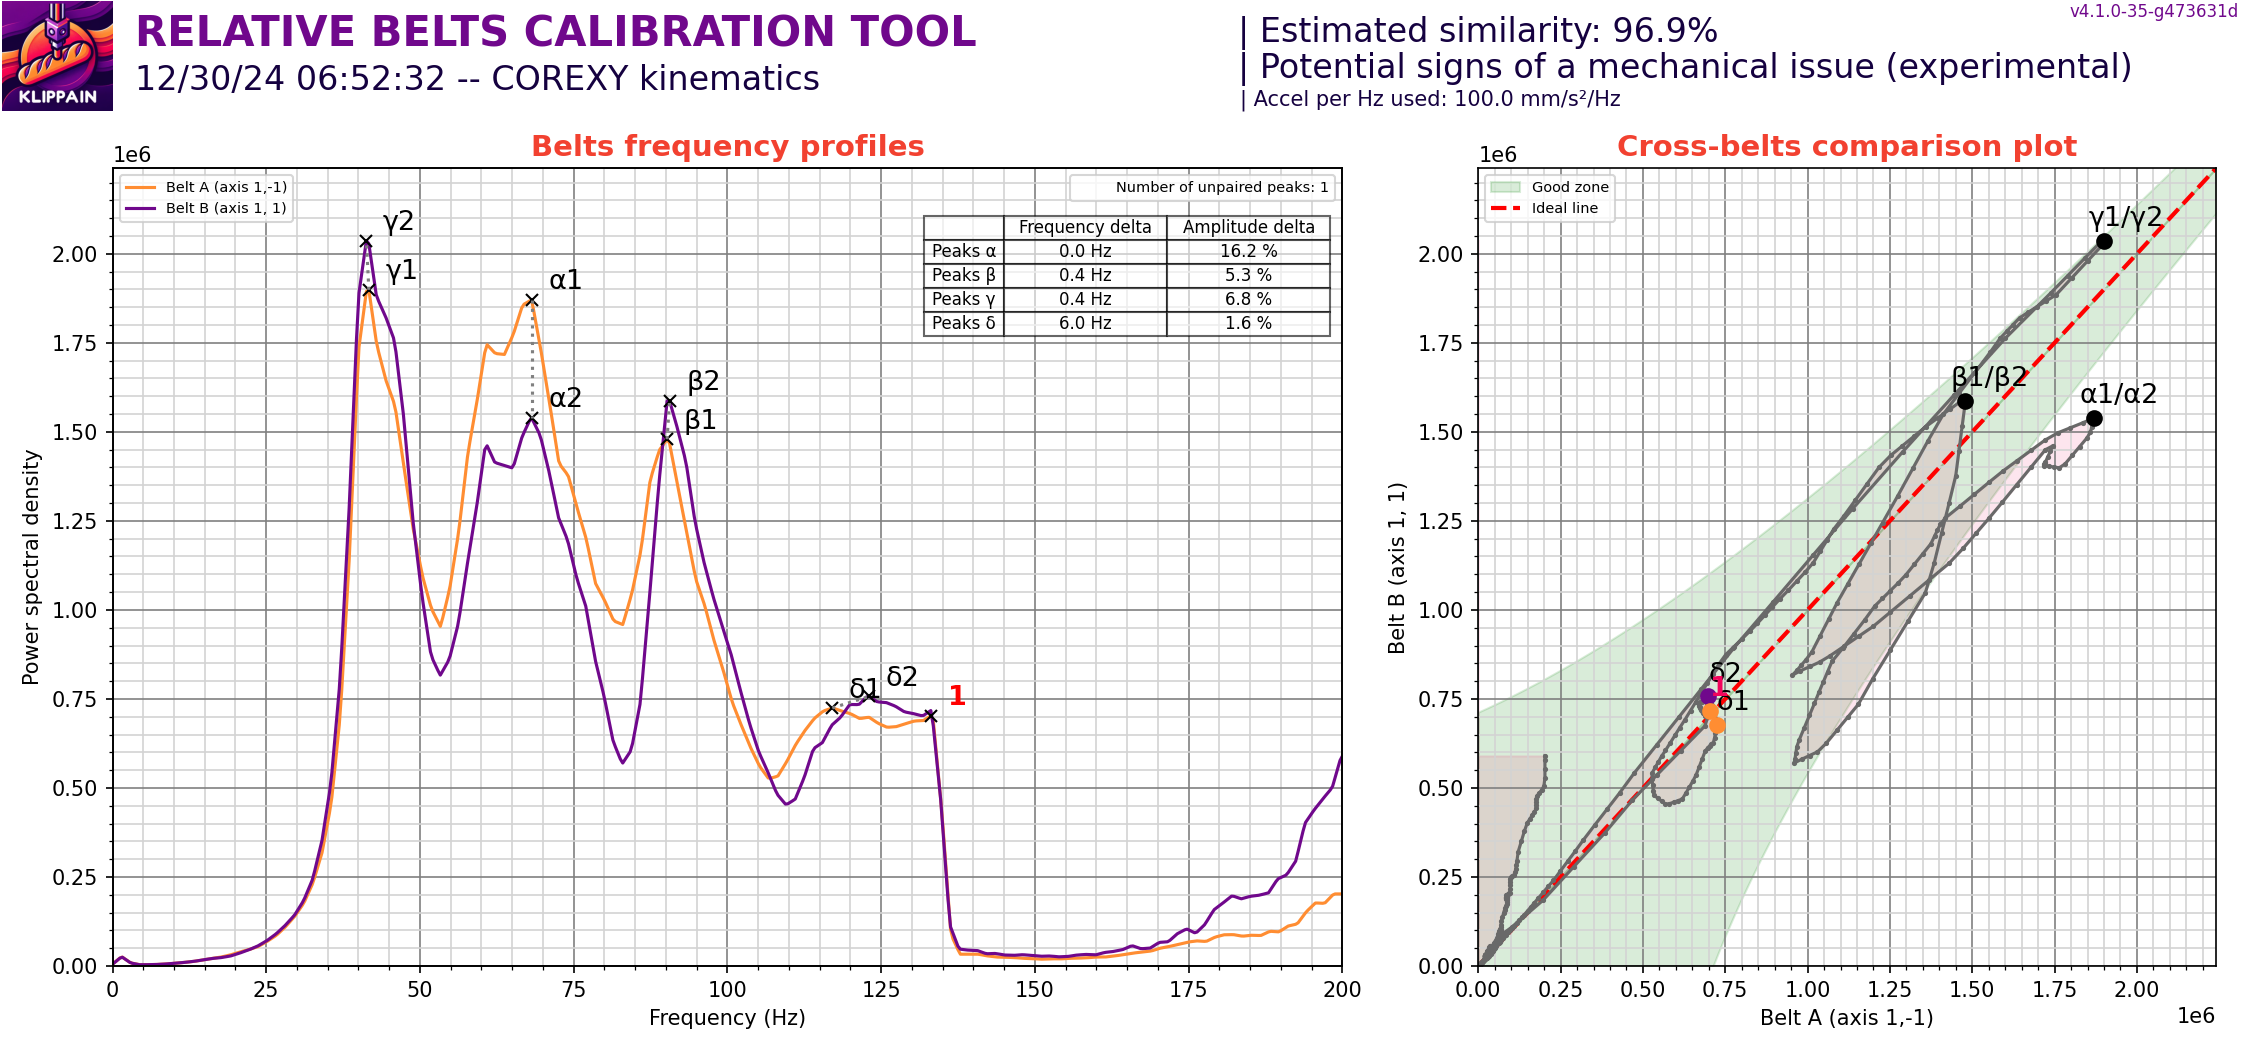 v4.1.0-35-g473631d
RELATIVE BELTS CALIBRATION TOOL
12/30/24 06:52:32 -- COREXY kinematics
KLIPPAIN
| Estimated similarity: 96.9%
| Potential signs of a mechanical issue (experimental)
| Accel per Hz used: 100.0 mm/s²/Hz
Belts frequency profiles
1e6
Belt A (axis 1,-1)
Belt B (axis 1, 1)
Number of unpaired peaks: 1
Frequency delta Amplitude delta
Peaks α 0.0 Hz 16.2 %
Peaks β 0.4 Hz 5.3 %
Peaks γ 0.4 Hz 6.8 %
Peaks δ 6.0 Hz 1.6 %
γ2
γ1
α1
α2
β2
β1
δ2
δ1
1
2.00
1.75
1.50
1.25
1.00
0.75
0.50
0.25
0.00
Power spectral density
0 25 50 75 100 125 150 175 200
Frequency (Hz)
Cross-belts comparison plot
1e6
Good zone
Ideal line
γ1/γ2
β1/β2
α1/α2
δ2
1
δ1
2.00
1.75
1.50
1.25
1.00
0.75
0.50
0.25
0.00
Belt B (axis 1, 1)
0.00 0.25 0.50 0.75 1.00 1.25 1.50 1.75 2.00
Belt A (axis 1,-1)
1e6